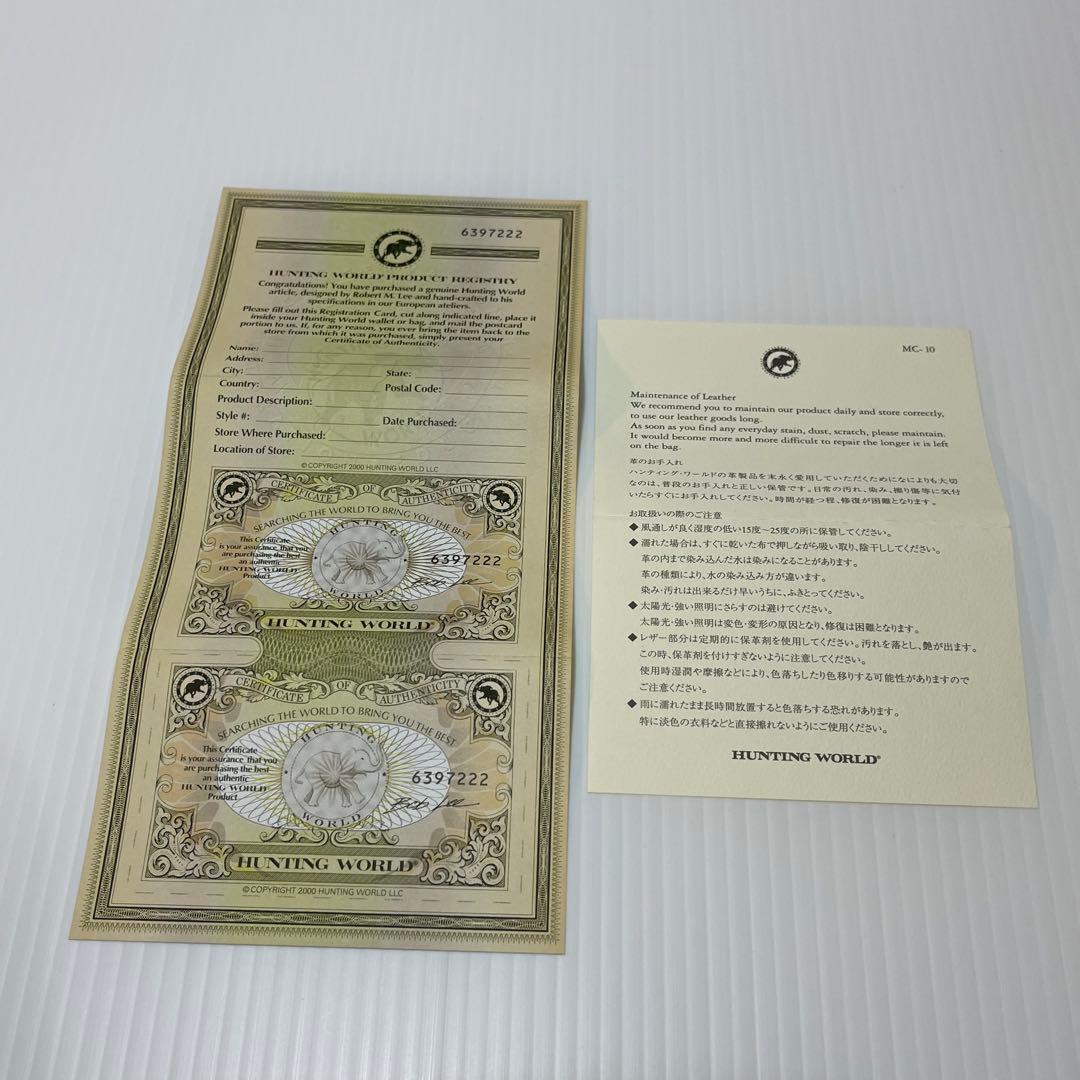 6397222
HUNTING WORLD® PRODUCT REGISTRY
Congratulations! You have purchased a genuine Hunting World
article, designed by Robert M. Lee and hand-crafted to his
specifications in our European ateliers.
Please fill out this Registration Card, cut along indicated line, place it
inside your Hunting World wallet or bag, and mail the postcard
portion to us. If, for any reason, you ever bring the item back to the
store from which it was purchased, simply present your
Certificate of Authenticity.
Name:
Address:
City: State:
Country: Postal Code:
Product Description:
Style #: Date Purchased:
Store Where Purchased:
Location of Store:
© COPYRIGHT 2000 HUNTING WORLD LLC
CERTIFICATE OF AUTHENTICITY
SEARCHING THE WORLD TO BRING YOU THE BEST
HUNTING
This Certificate
is your assurance that you
are purchasing the best
an authentic
HUNTING WORLD
Product
6397222
Bob Lee
WORLD
HUNTING WORLD®
CERTIFICATE OF AUTHENTICITY
SEARCHING THE WORLD TO BRING YOU THE BEST
HUNTING
This Certificate
is your assurance that you
are purchasing the best
an authentic
HUNTING WORLD
Product
6397222
Bob Lee
WORLD
HUNTING WORLD®
© COPYRIGHT 2000 HUNTING WORLD LLC
MC-10
Maintenance of Leather
We recommend you to maintain our product daily and store correctly,
to use our leather goods long.
As soon as you find any everyday stain, dust, scratch, please maintain.
It would become more and more difficult to repair the longer it is left
on the bag.
革のお手入れ
ハンティング・ワールドの革製品を末永く愛用していただくためになによりも大切
なのは、普段のお手入れと正しい保管です。日常の汚れ、染み、擦り傷等に気付
いたらすぐにお手入れしてください。時間が経つ程、修復が困難となります。
お取扱いの際のご注意
◆ 風通しが良く湿度の低い15度〜25度の所に保管してください。
◆ 濡れた場合は、すぐに乾いた布で押しながら吸い取り、陰干ししてください。
革の内まで染み込んだ水は染みになることがあります。
革の種類により、水の染み込み方が違います。
染み・汚れは出来るだけ早いうちに、ふきとってください。
◆ 太陽光・強い照明にさらすのは避けてください。
太陽光・強い照明は変色・変形の原因となり、修復は困難となります。
◆ レザー部分は定期的に保革剤を使用してください。汚れを落とし、艶が出ます。
この時、保革剤を付けすぎないように注意してください。
使用時湿潤や摩擦などにより、色落ちしたり色移りする可能性がありますので
ご注意ください。
◆ 雨に濡れたまま長時間放置すると色落ちする恐れがあります。
特に淡色の衣料などと直接擦れないようにご使用ください。
HUNTING WORLD®